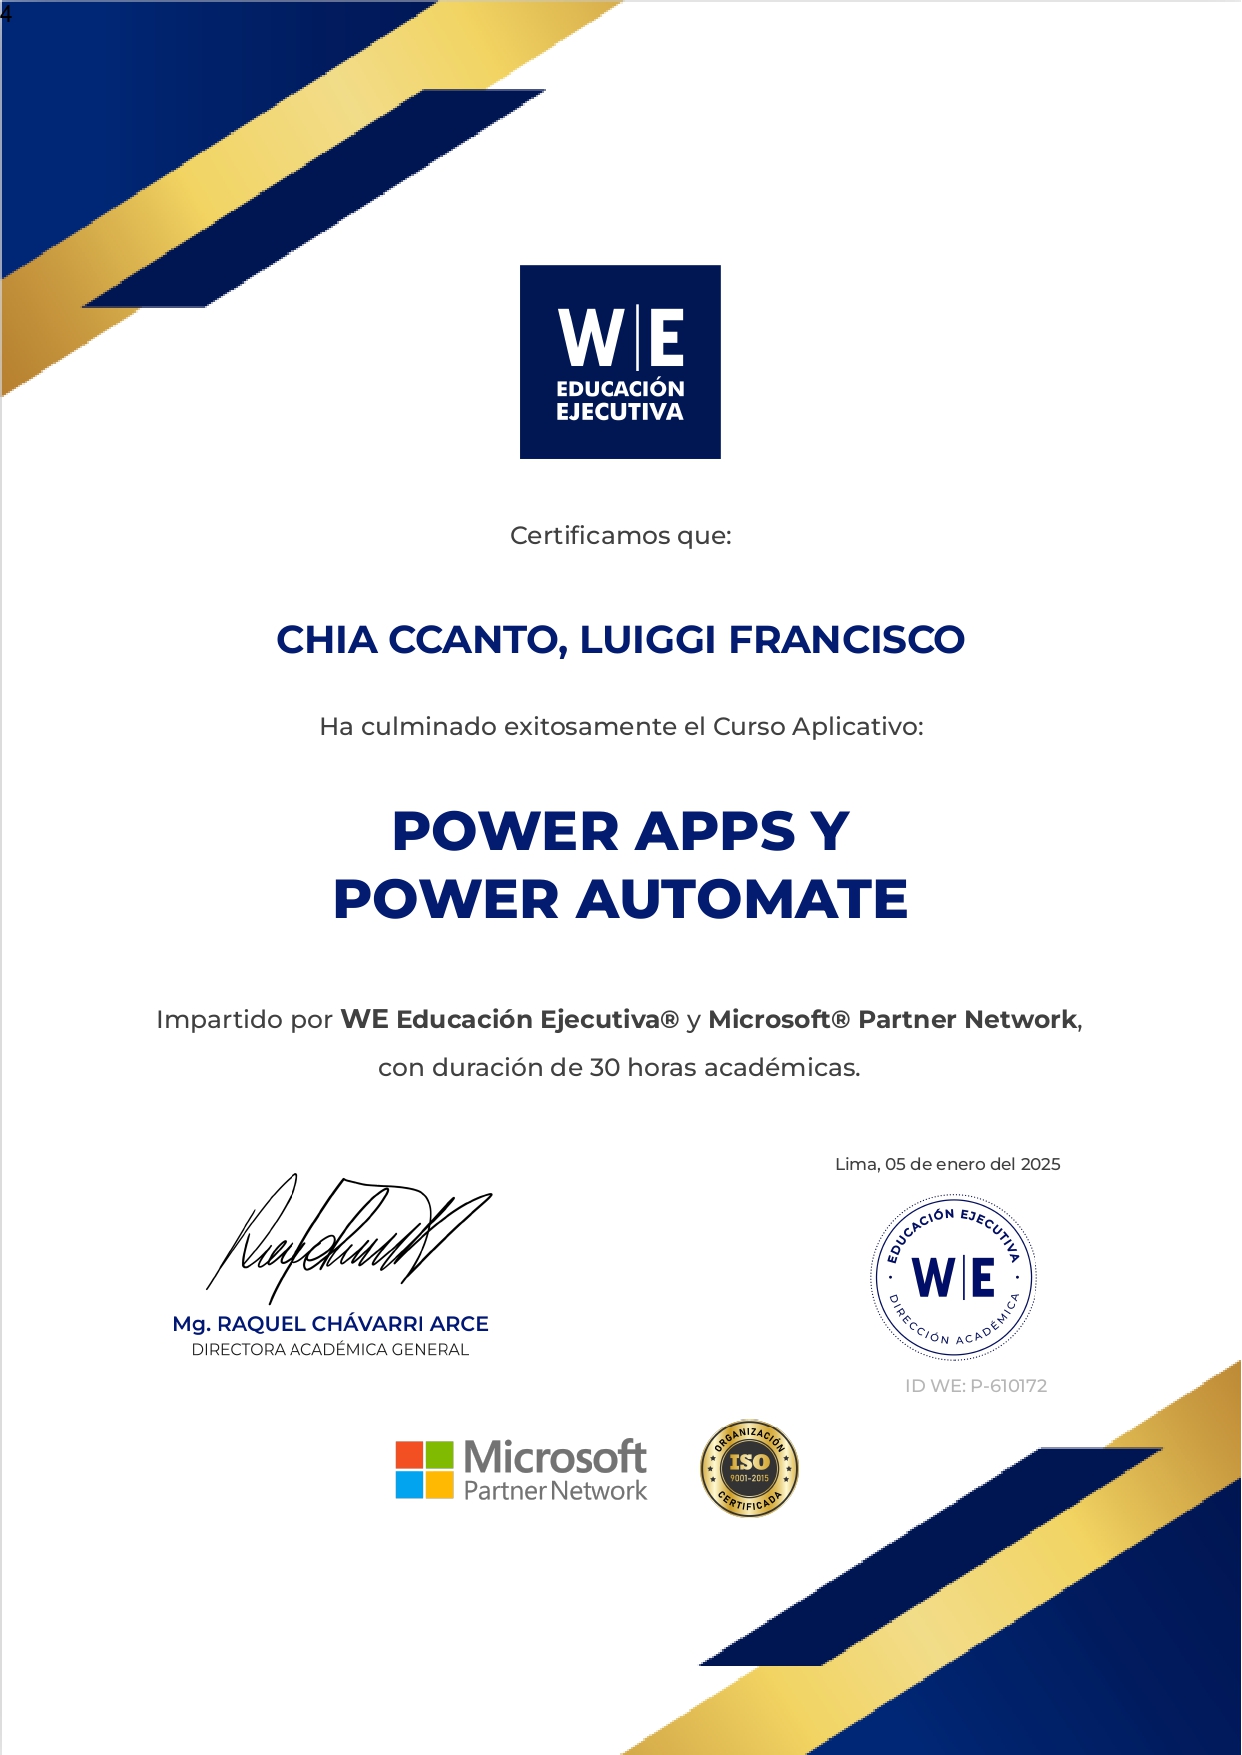 4
W|E
EDUCACIÓN
EJECUTIVA
Certificamos que:
CHIA CCANTO, LUIGGI FRANCISCO
Ha culminado exitosamente el Curso Aplicativo:
POWER APPS Y
POWER AUTOMATE
Impartido por WE Educación Ejecutiva® y Microsoft® Partner Network,
con duración de 30 horas académicas.
Lima, 05 de enero del 2025
EDUCACIÓN EJECUTIVA
W|E
DIRECCIÓN ACADÉMICA
Mg. RAQUEL CHÁVARRI ARCE
DIRECTORA ACADÉMICA GENERAL
ID WE: P-610172
Microsoft
Partner Network
ORGANIZACIÓN
ISO
9001-2015
CERTIFICADA